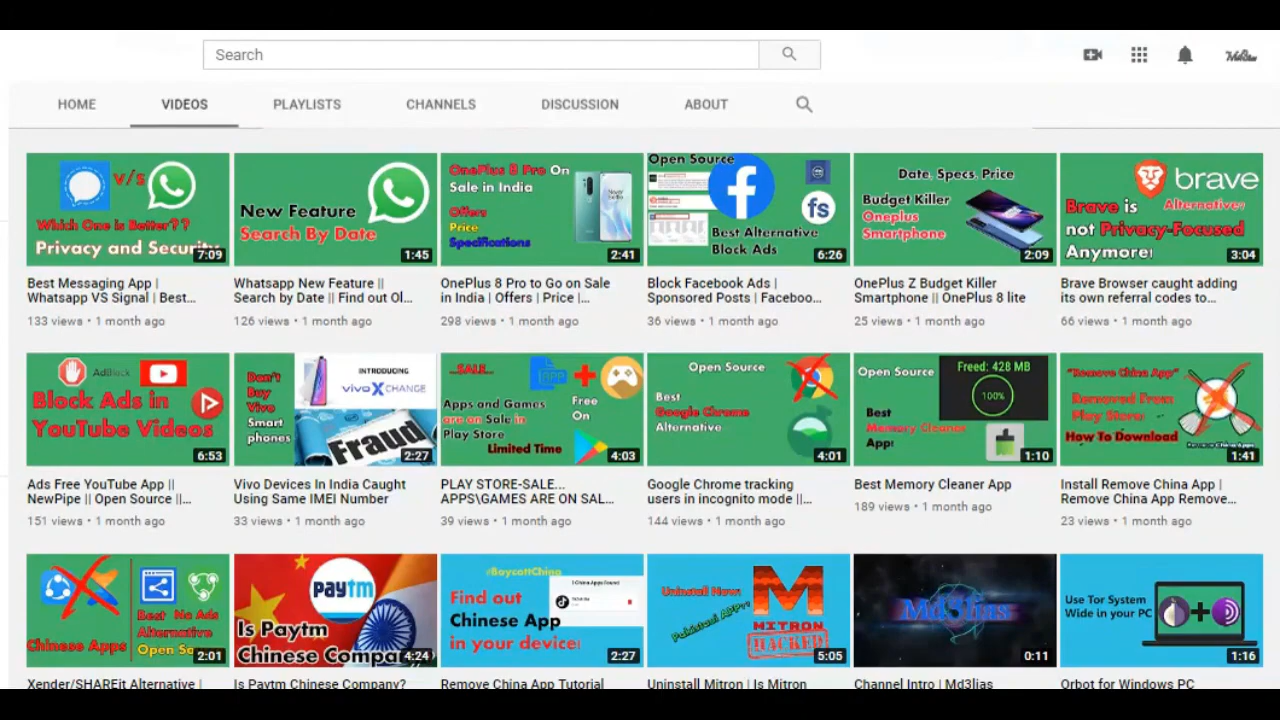 Search
HOME
VIDEOS
PLAYLISTS
CHANNELS
DISCUSSION
ABOUT
V/S
Which One is Better??
Privacy and Security
7:09
New Feature
Search By Date
1:45
OnePlus 8 Pro On
Sale in India
Offers
Price
Specifications
2:41
Open Source
fs
Best Alternative
Block Ads
6:26
Date, Specs, Price
Budget Killer
Oneplus
Smartphone
2:09
brave
Alternative?
Brave is
not Privacy-Focused
Anymore!
3:04
Best Messaging App |
Whatsapp VS Signal | Best...
133 views • 1 month ago
Whatsapp New Feature ||
Search by Date || Find out Ol...
126 views • 1 month ago
OnePlus 8 Pro to Go on Sale
in India | Offers | Price |...
298 views • 1 month ago
Block Facebook Ads |
Sponsored Posts | Faceboo...
36 views • 1 month ago
OnePlus Z Budget Killer
Smartphone || OnePlus 8 lite
25 views • 1 month ago
Brave Browser caught adding
its own referral codes to...
66 views • 1 month ago
AdBlock
Block Ads in
YouTube Videos
6:53
Don't
Buy
Vivo
Smart
phones
INTRODUCING
vivo XCHANGE
Fraud
2:27
...SALE...
APP
Apps and Games
are on Sale in
Play Store
Limited Time
Free
On
4:03
Open Source
Best
Google Chrome
Alternative
4:01
Open Source
Freed: 428 MB
100%
Best
Memory Cleaner
App!
1:10
"Remove China App"
Removed From
Play Store
How To Download
Remove China Apps
1:41
Ads Free YouTube App ||
NewPipe || Open Source ||...
151 views • 1 month ago
Vivo Devices In India Caught
Using Same IMEI Number
33 views • 1 month ago
PLAY STORE-SALE...
APPS\GAMES ARE ON SAL...
39 views • 1 month ago
Google Chrome tracking
users in incognito mode ||...
144 views • 1 month ago
Best Memory Cleaner App
189 views • 1 month ago
Install Remove China App |
Remove China App Remove...
23 views • 1 month ago
Chinese Apps
Best No Ads
Alternative
Open So
2:01
paytm
Is Paytm
Chinese Compa
4:24
#BoycottChina
Find out
Chinese App
in your device!
2:27
Uninstall Now!
Pakistani APP??
MITRON
HACKED
5:05
Md3lias
0:11
Use Tor System
Wide in your PC
1:16
Xender/SHAREit Alternative |
Is Paytm Chinese Company?
Remove China App Tutorial
Uninstall Mitron | Is Mitron
Channel Intro | Md3lias
Orbot for Windows PC